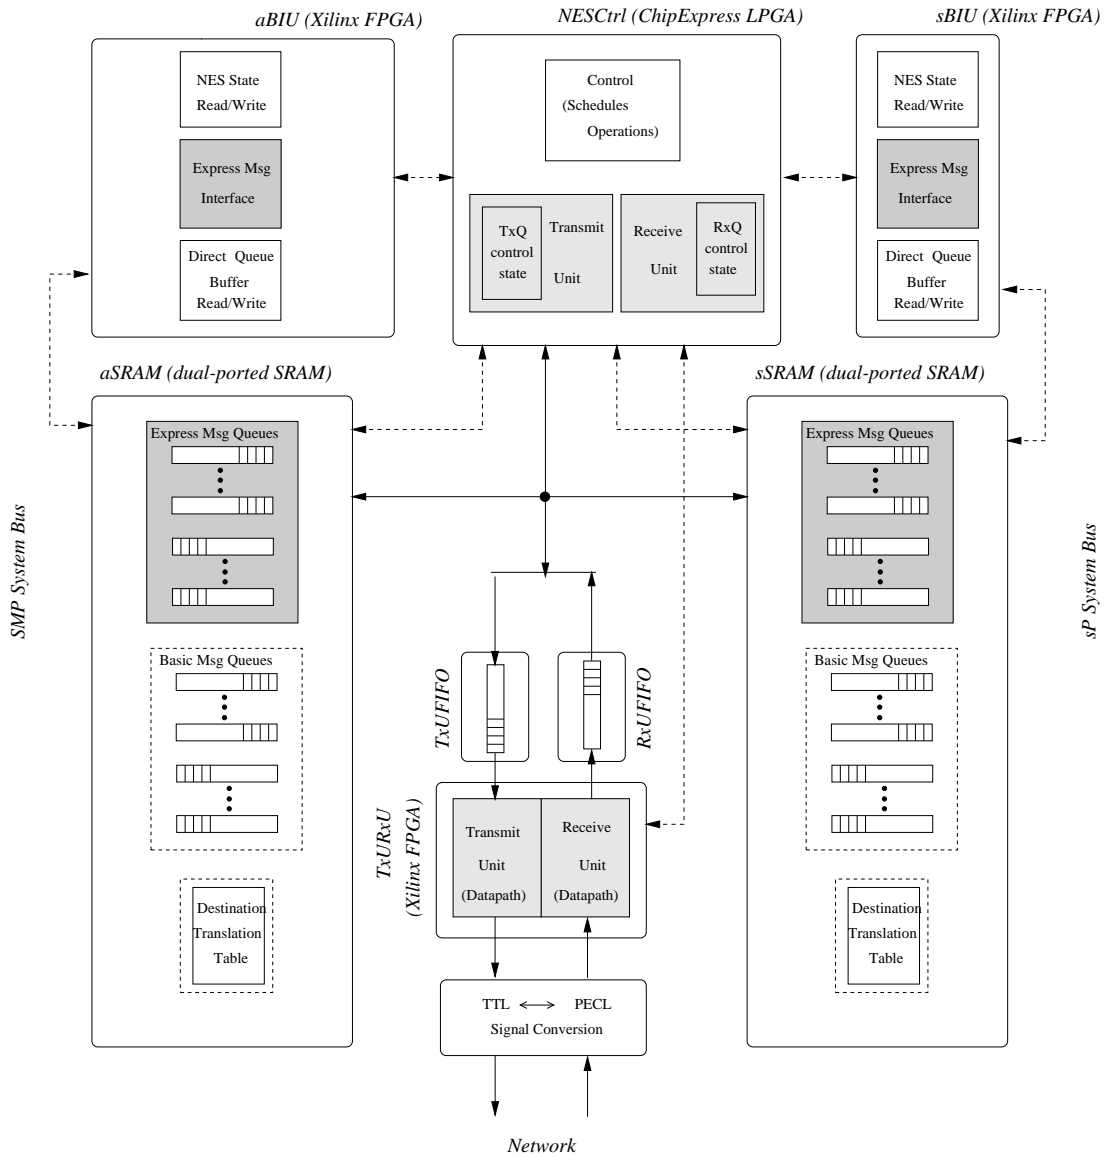 aBIU (Xilinx FPGA)
NESCtrl (ChipExpress LPGA)
sBIU (Xilinx FPGA)
NES State
Read/Write
Express Msg
Interface
Direct Queue
Buffer
Read/Write
Control
(Schedules
Operations)
TxQ
control
state
Transmit
Unit
Receive
Unit
RxQ
control
state
NES State
Read/Write
Express Msg
Interface
Direct Queue
Buffer
Read/Write
aSRAM (dual-ported SRAM)
sSRAM (dual-ported SRAM)
Express Msg Queues
Basic Msg Queues
Destination
Translation
Table
Express Msg Queues
Basic Msg Queues
Destination
Translation
Table
SMP System Bus
sP System Bus
TxUFIFO
RxUFIFO
TxURxU
(Xilinx FPGA)
Transmit
Unit
(Datapath)
Receive
Unit
(Datapath)
TTL PECL
Signal Conversion
Network